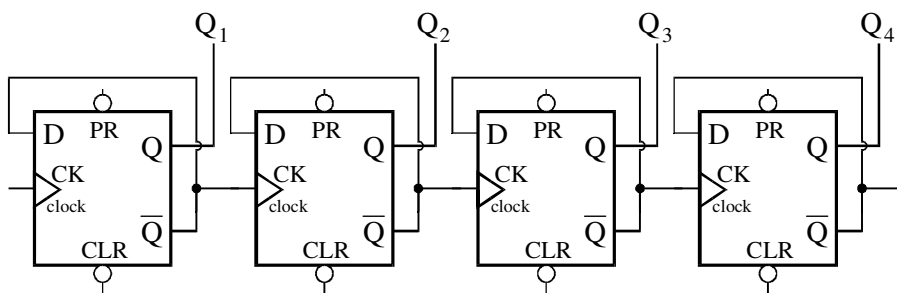 Q1 Q2 Q3 Q4
D PR Q D PR Q D PR Q D PR Q
CK CK CK CK
clock clock clock clock
Q̅ Q̅ Q̅ Q̅
CLR CLR CLR CLR